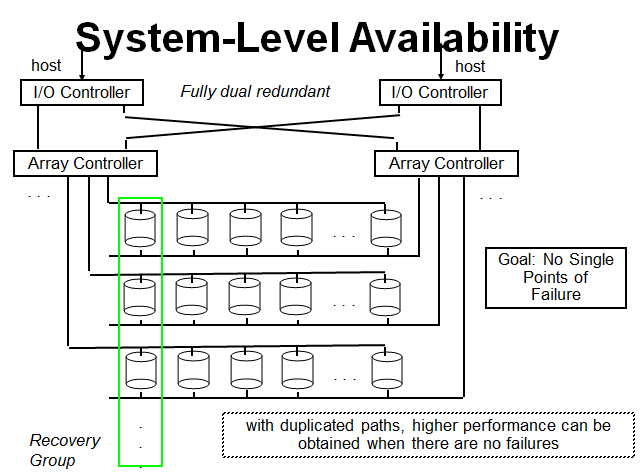 System-Level Availability
host
host
I/O Controller
Fully dual redundant
I/O Controller
Array Controller
Array Controller
. . .
. . .
. . .
Goal: No Single
Points of
Failure
. . .
. . .
.
.
.
with duplicated paths, higher performance can be
obtained when there are no failures
Recovery
Group